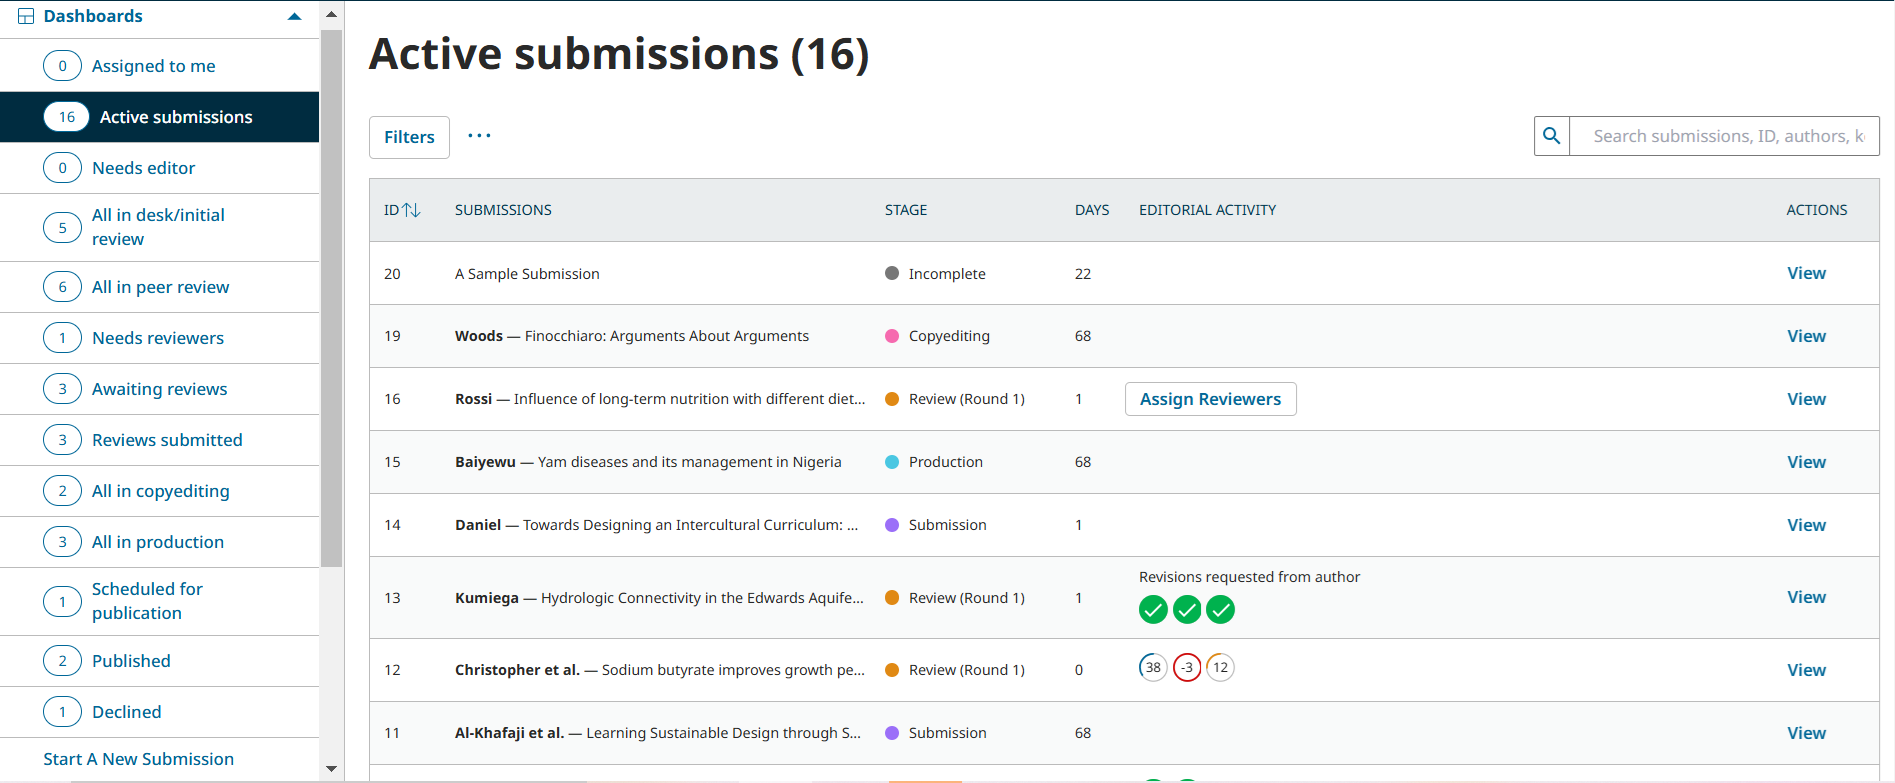 Dashboards
0 Assigned to me
16 Active submissions
0 Needs editor
5 All in desk/initial
review
6 All in peer review
1 Needs reviewers
3 Awaiting reviews
3 Reviews submitted
2 All in copyediting
3 All in production
1 Scheduled for
publication
2 Published
1 Declined
Start A New Submission
Active submissions (16)
Filters ...
Search submissions, ID, authors, k
ID SUBMISSIONS STAGE DAYS EDITORIAL ACTIVITY ACTIONS
20 A Sample Submission Incomplete 22 View
19 Woods — Finocchiaro: Arguments About Arguments Copyediting 68 View
16 Rossi — Influence of long-term nutrition with different diet... Review (Round 1) 1 Assign Reviewers View
15 Baiyewu — Yam diseases and its management in Nigeria Production 68 View
14 Daniel — Towards Designing an Intercultural Curriculum: ... Submission 1 View
Revisions requested from author
13 Kumiega — Hydrologic Connectivity in the Edwards Aquife... Review (Round 1) 1 View
12 Christopher et al. — Sodium butyrate improves growth pe... Review (Round 1) 0 38 -3 12 View
11 Al-Khafaji et al. — Learning Sustainable Design through S... Submission 68 View